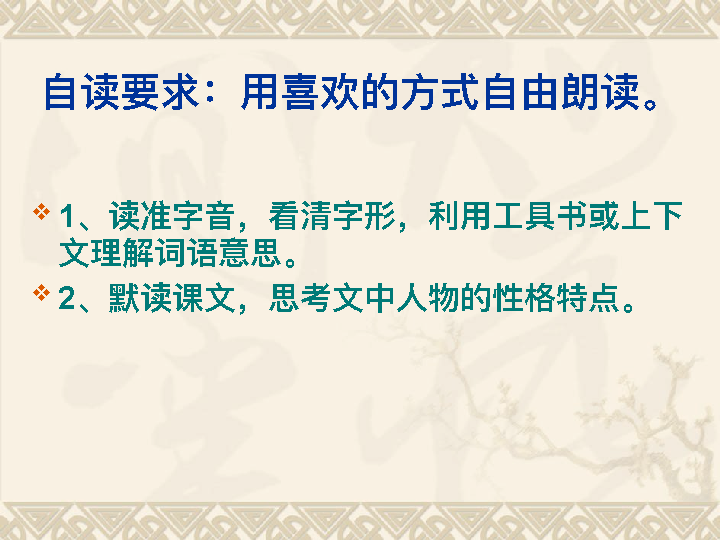 自读要求：用喜欢的方式自由朗读。
1、读准字音，看清字形，利用工具书或上下
文理解词语意思。
2、默读课文，思考文中人物的性格特点。